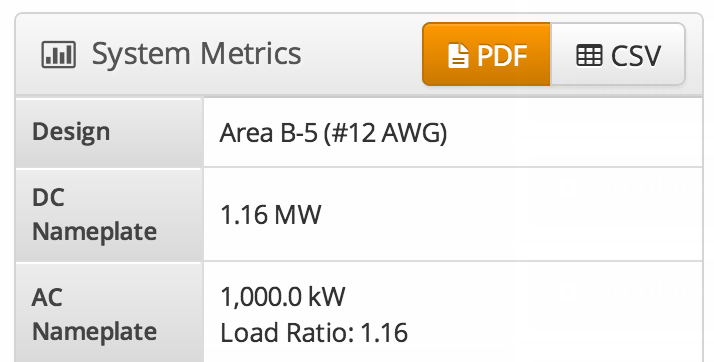 System Metrics
PDF
CSV
Design
Area B-5 (#12 AWG)
DC
Nameplate
1.16 MW
AC
Nameplate
1,000.0 kW
Load Ratio: 1.16